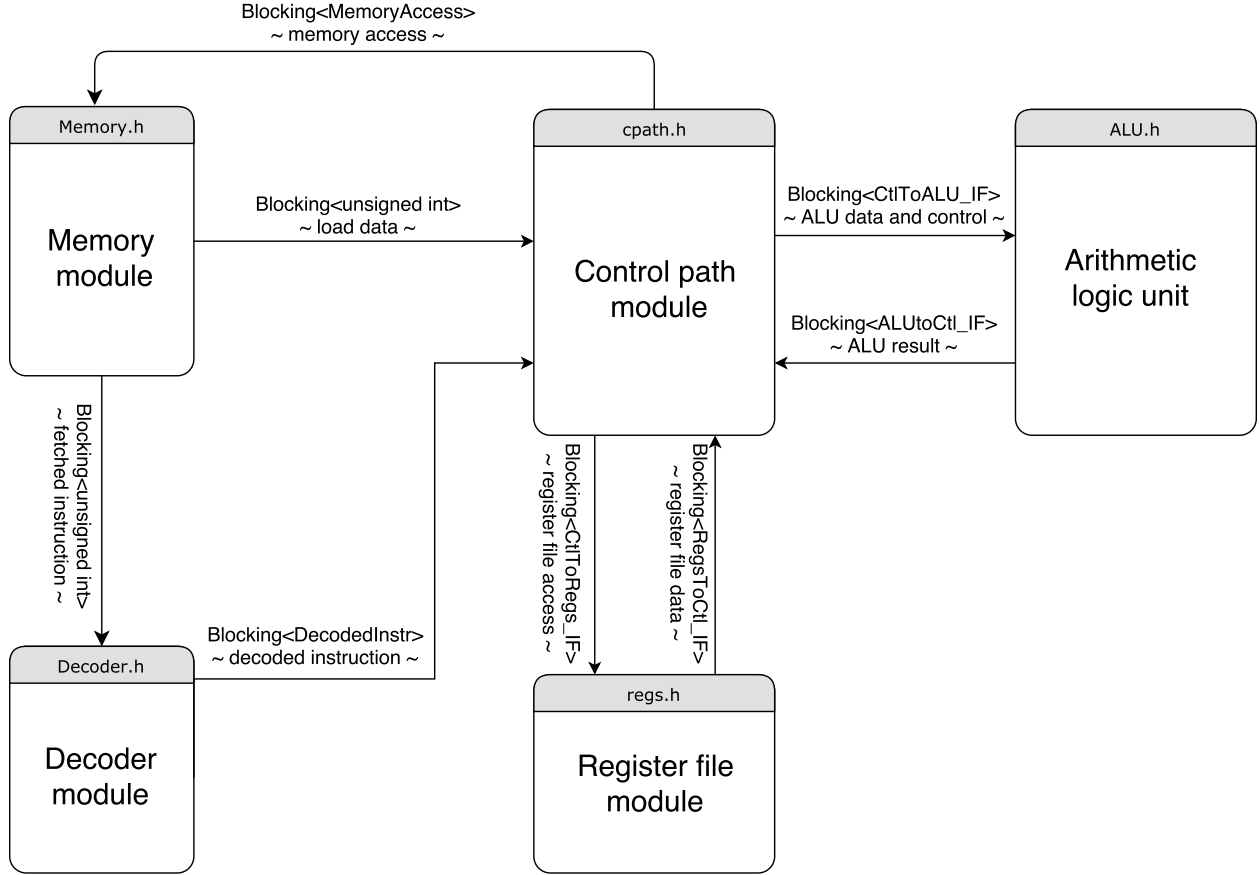 Blocking<MemoryAccess>
~ memory access ~
Memory.h
Memory
module
Blocking<unsigned int>
~ load data ~
cpath.h
Control path
module
Blocking<CtlToALU_IF>
~ ALU data and control ~
ALU.h
Arithmetic
logic unit
Blocking<ALUtoCtl_IF>
~ ALU result ~
Blocking<unsigned int>
~ fetched instruction ~
Blocking<CtlToRegs_IF>
~ register file access ~
Blocking<RegsToCtl_IF>
~ register file data ~
Blocking<DecodedInstr>
~ decoded instruction ~
Decoder.h
Decoder
module
regs.h
Register file
module